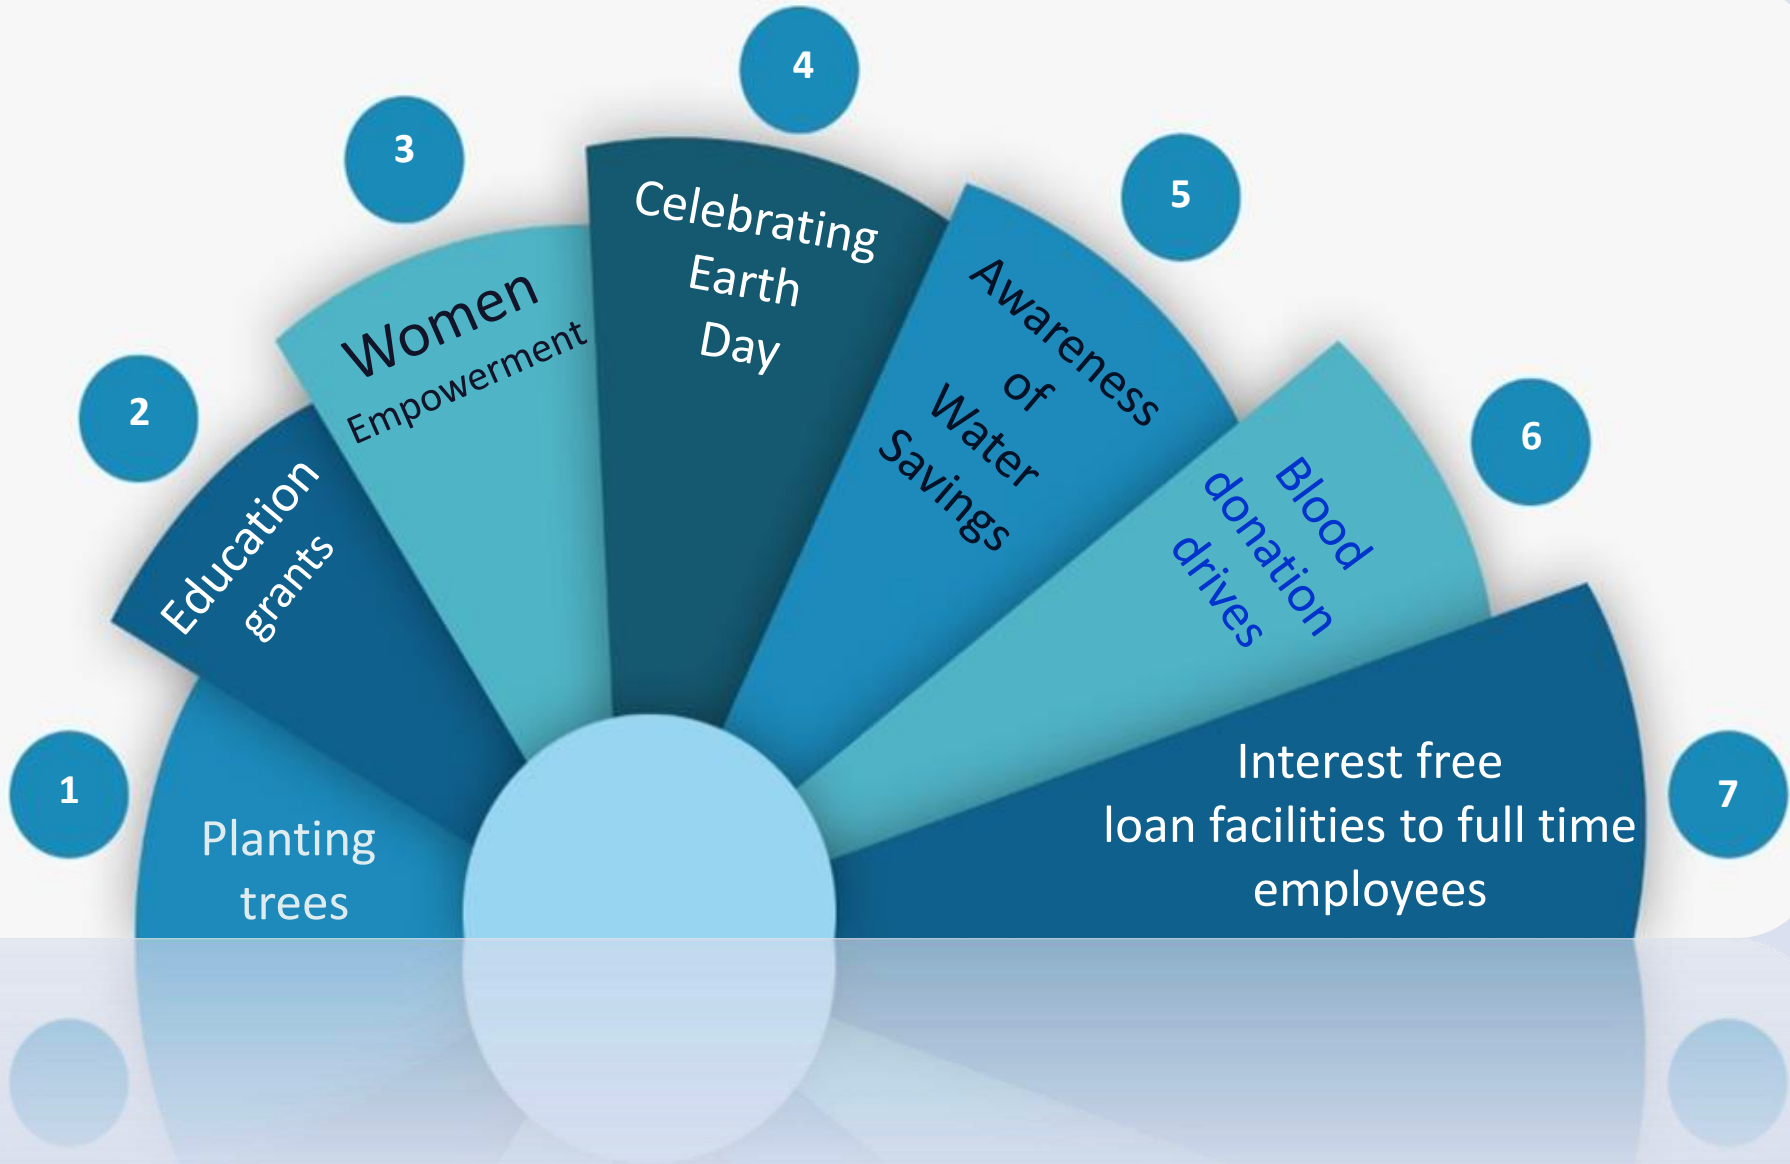 1
Planting
trees
2
Education
grants
3
Women
Empowerment
4
Celebrating
Earth
Day
5
Awareness
of
Water
Savings
6
Blood
donation
drives
7
Interest free
loan facilities to full time
employees